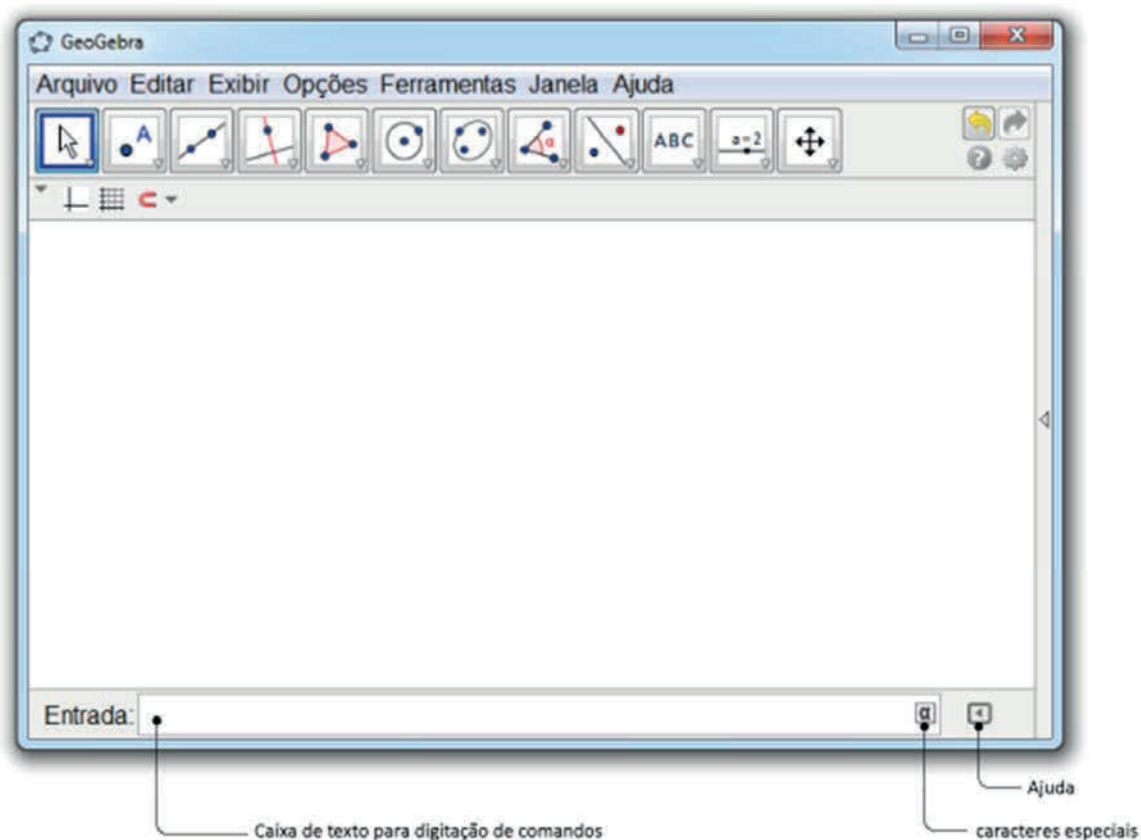 GeoGebra
Arquivo Editar Exibir Opções Ferramentas Janela Ajuda
A α ABC a=2
Entrada: α
Ajuda
Caixa de texto para digitação de comandos caracteres especiais